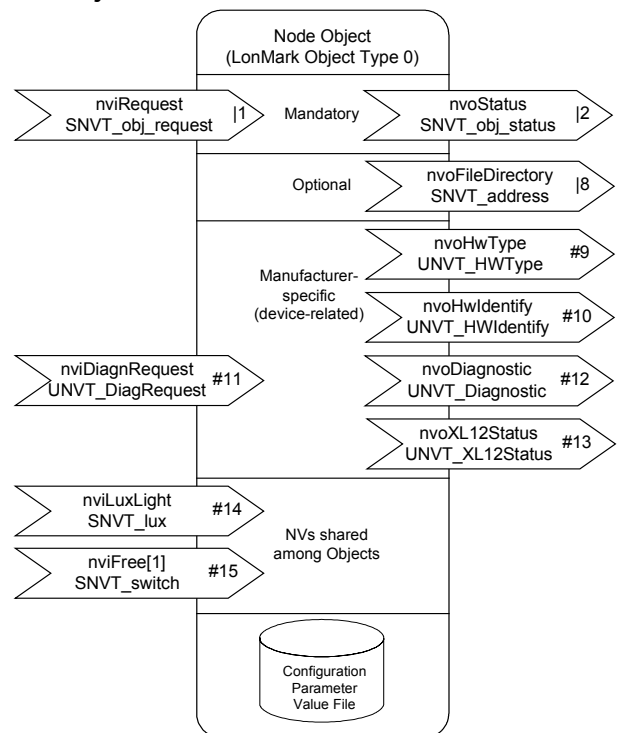 Node Object
(LonMark Object Type 0)
nviRequest
SNVT_obj_request |1
Mandatory
nvoStatus
SNVT_obj_status |2
Optional
nvoFileDirectory
SNVT_address |8
nvoHwType
UNVT_HWType #9
Manufacturer-
specific
(device-related)
nvoHwIdentify
UNVT_HWIdentify #10
nviDiagnRequest
UNVT_DiagRequest #11
nvoDiagnostic
UNVT_Diagnostic #12
nvoXL12Status
UNVT_XL12Status #13
nviLuxLight
SNVT_lux #14
NVs shared
among Objects
nviFree[1]
SNVT_switch #15
Configuration
Parameter
Value File